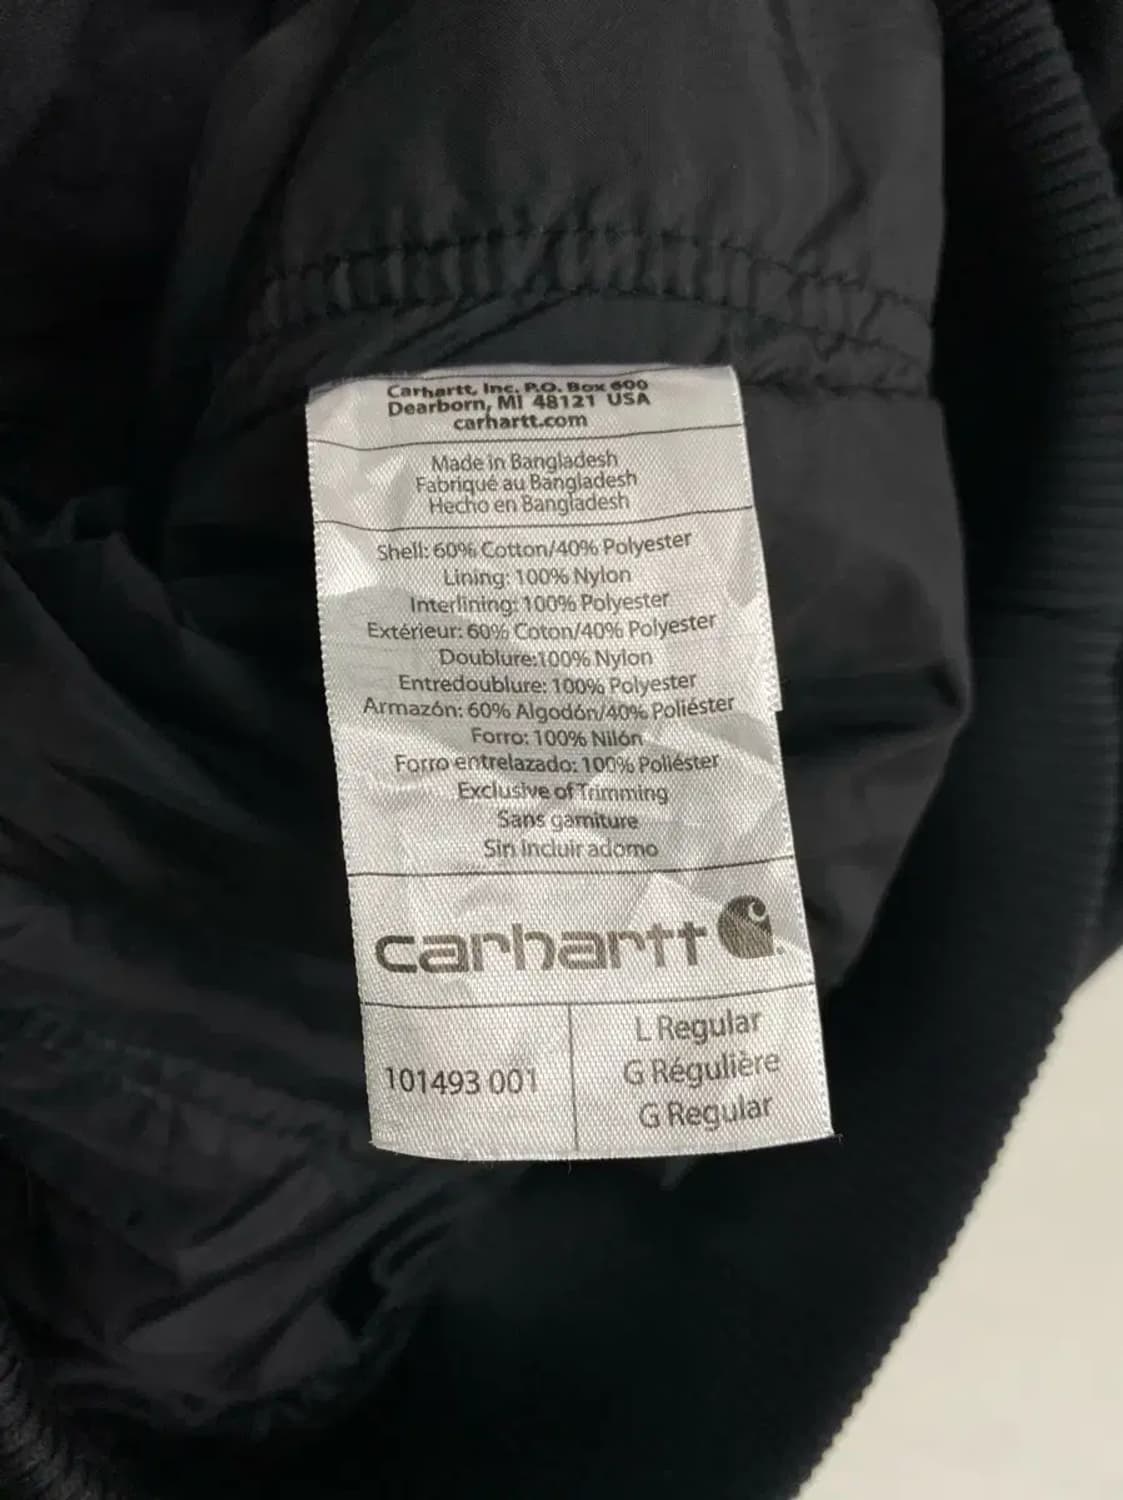 Carhartt, Inc. P.O. Box 600
Dearborn, MI 48121 USA
carhartt.com
Made in Bangladesh
Fabriqué au Bangladesh
Hecho en Bangladesh
Shell: 60% Cotton/40% Polyester
Lining: 100% Nylon
Interlining: 100% Polyester
Extérieur: 60% Coton/40% Polyester
Doublure:100% Nylon
Entredoublure: 100% Polyester
Armazón: 60% Algodón/40% Poliéster
Forro: 100% Nilón
Forro entrelazado: 100% Poliéster
Exclusive of Trimming
Sans garniture
Sin Incluir adorno
carhartt
101493 001
L Regular
G Régulière
G Regular